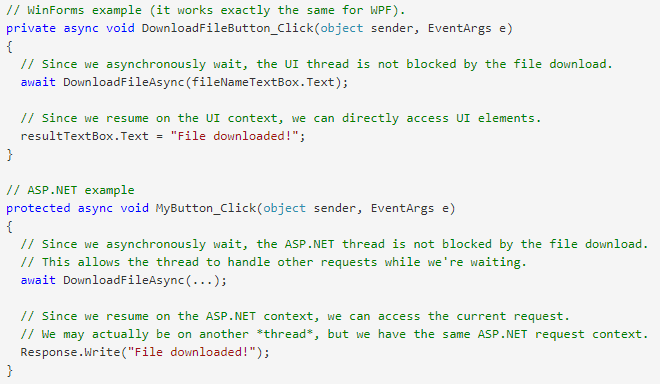 // WinForms example (it works exactly the same for WPF).
private async void DownloadFileButton_Click(object sender, EventArgs e)
{
  // Since we asynchronously wait, the UI thread is not blocked by the file download.
  await DownloadFileAsync(fileNameTextBox.Text);

  // Since we resume on the UI context, we can directly access UI elements.
  resultTextBox.Text = "File downloaded!";
}

// ASP.NET example
protected async void MyButton_Click(object sender, EventArgs e)
{
  // Since we asynchronously wait, the ASP.NET thread is not blocked by the file download.
  // This allows the thread to handle other requests while we're waiting.
  await DownloadFileAsync(...);

  // Since we resume on the ASP.NET context, we can access the current request.
  // We may actually be on another *thread*, but we have the same ASP.NET request context.
  Response.Write("File downloaded!");
}